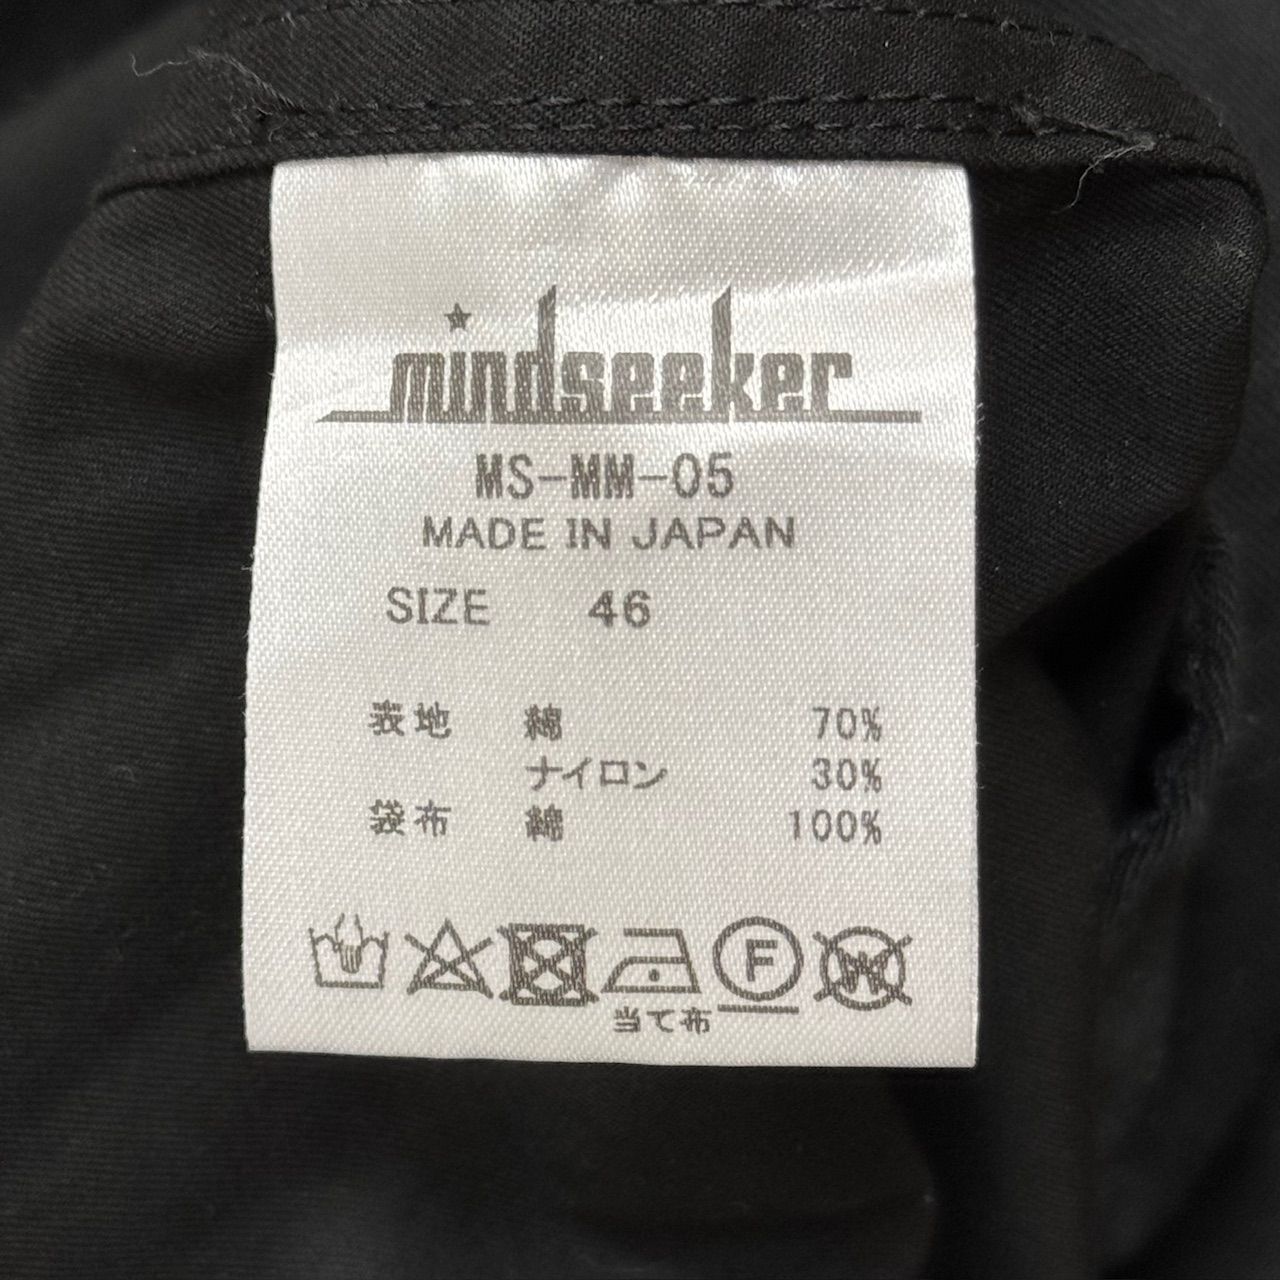 mindseeker
MS-MM-05
MADE IN JAPAN
SIZE 46
表地 綿 70%
ナイロン 30%
袋布 綿 100%
F W
当て布